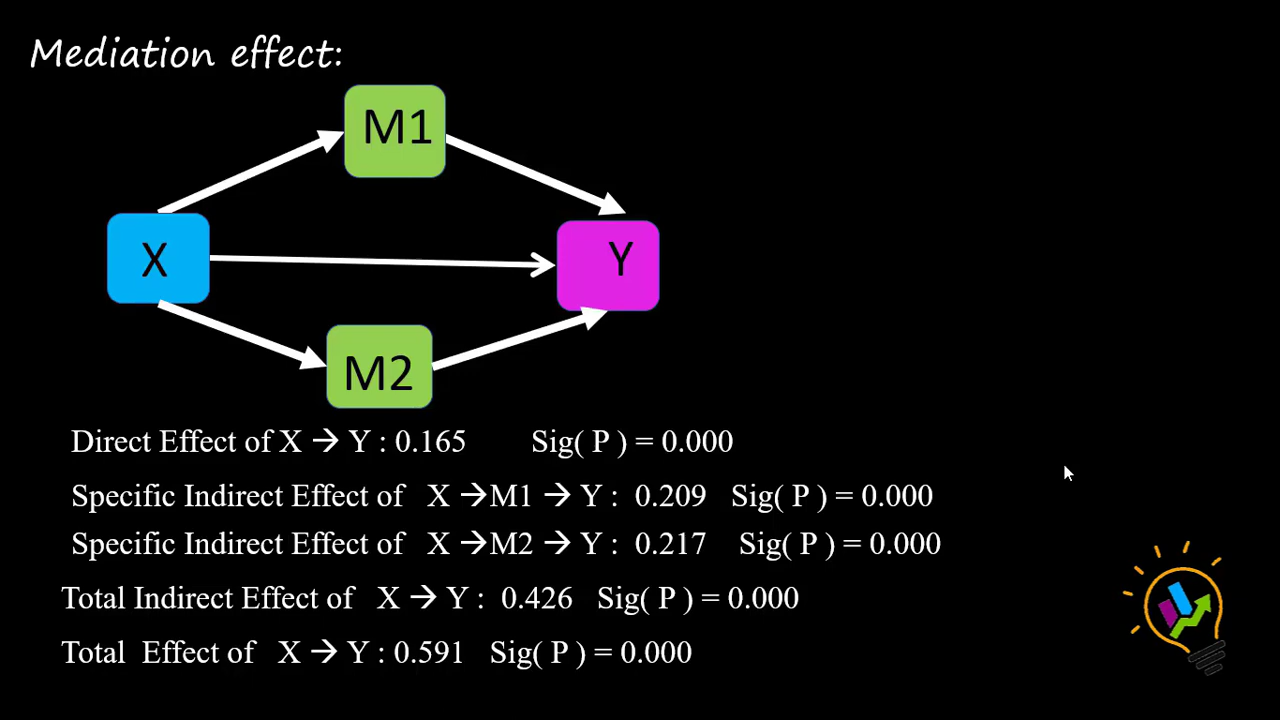 Mediation effect:
M1
X
Y
M2
Direct Effect of X → Y : 0.165 Sig( P ) = 0.000
Specific Indirect Effect of X →M1 → Y : 0.209 Sig( P ) = 0.000
Specific Indirect Effect of X →M2 → Y : 0.217 Sig( P ) = 0.000
Total Indirect Effect of X → Y : 0.426 Sig( P ) = 0.000
Total Effect of X → Y : 0.591 Sig( P ) = 0.000